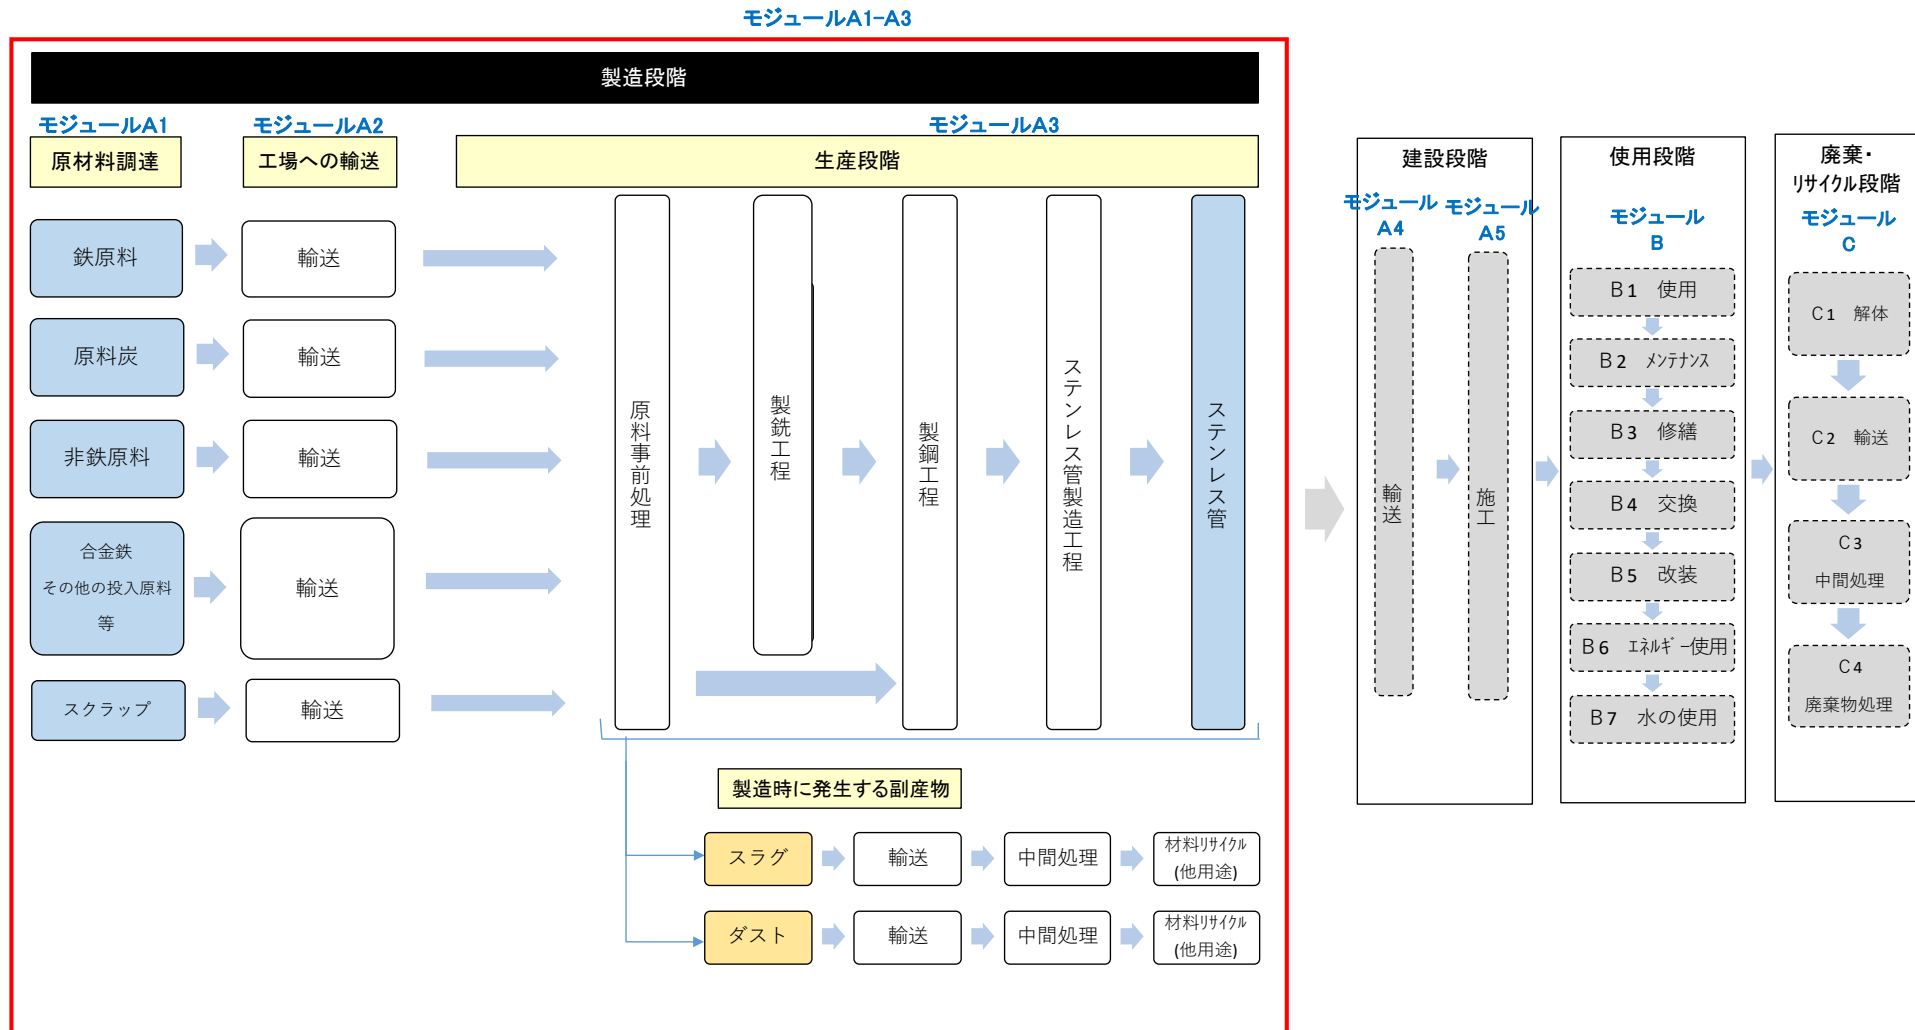 モジュールA1-A3
製造段階
モジュールA1
モジュールA2
モジュールA3
原材料調達
工場への輸送
生産段階
鉄原料
輸送
原料炭
輸送
非鉄原料
輸送
合金鉄
その他の投入原料
等
輸送
スクラップ
輸送
原料事前処理
製銑工程
製鋼工程
ステンレス管製造工程
ステンレス管
製造時に発生する副産物
スラグ
輸送
中間処理
材料リサイクル
(他用途)
ダスト
輸送
中間処理
材料リサイクル
(他用途)
建設段階
モジュール
A4
モジュール
A5
輸送
施工
使用段階
モジュール
B
B1 使用
B2 メンテナンス
B3 修繕
B4 交換
B5 改装
B6 エネルギー使用
B7 水の使用
廃棄・
リサイクル段階
モジュール
C
C1 解体
C2 輸送
C3
中間処理
C4
廃棄物処理